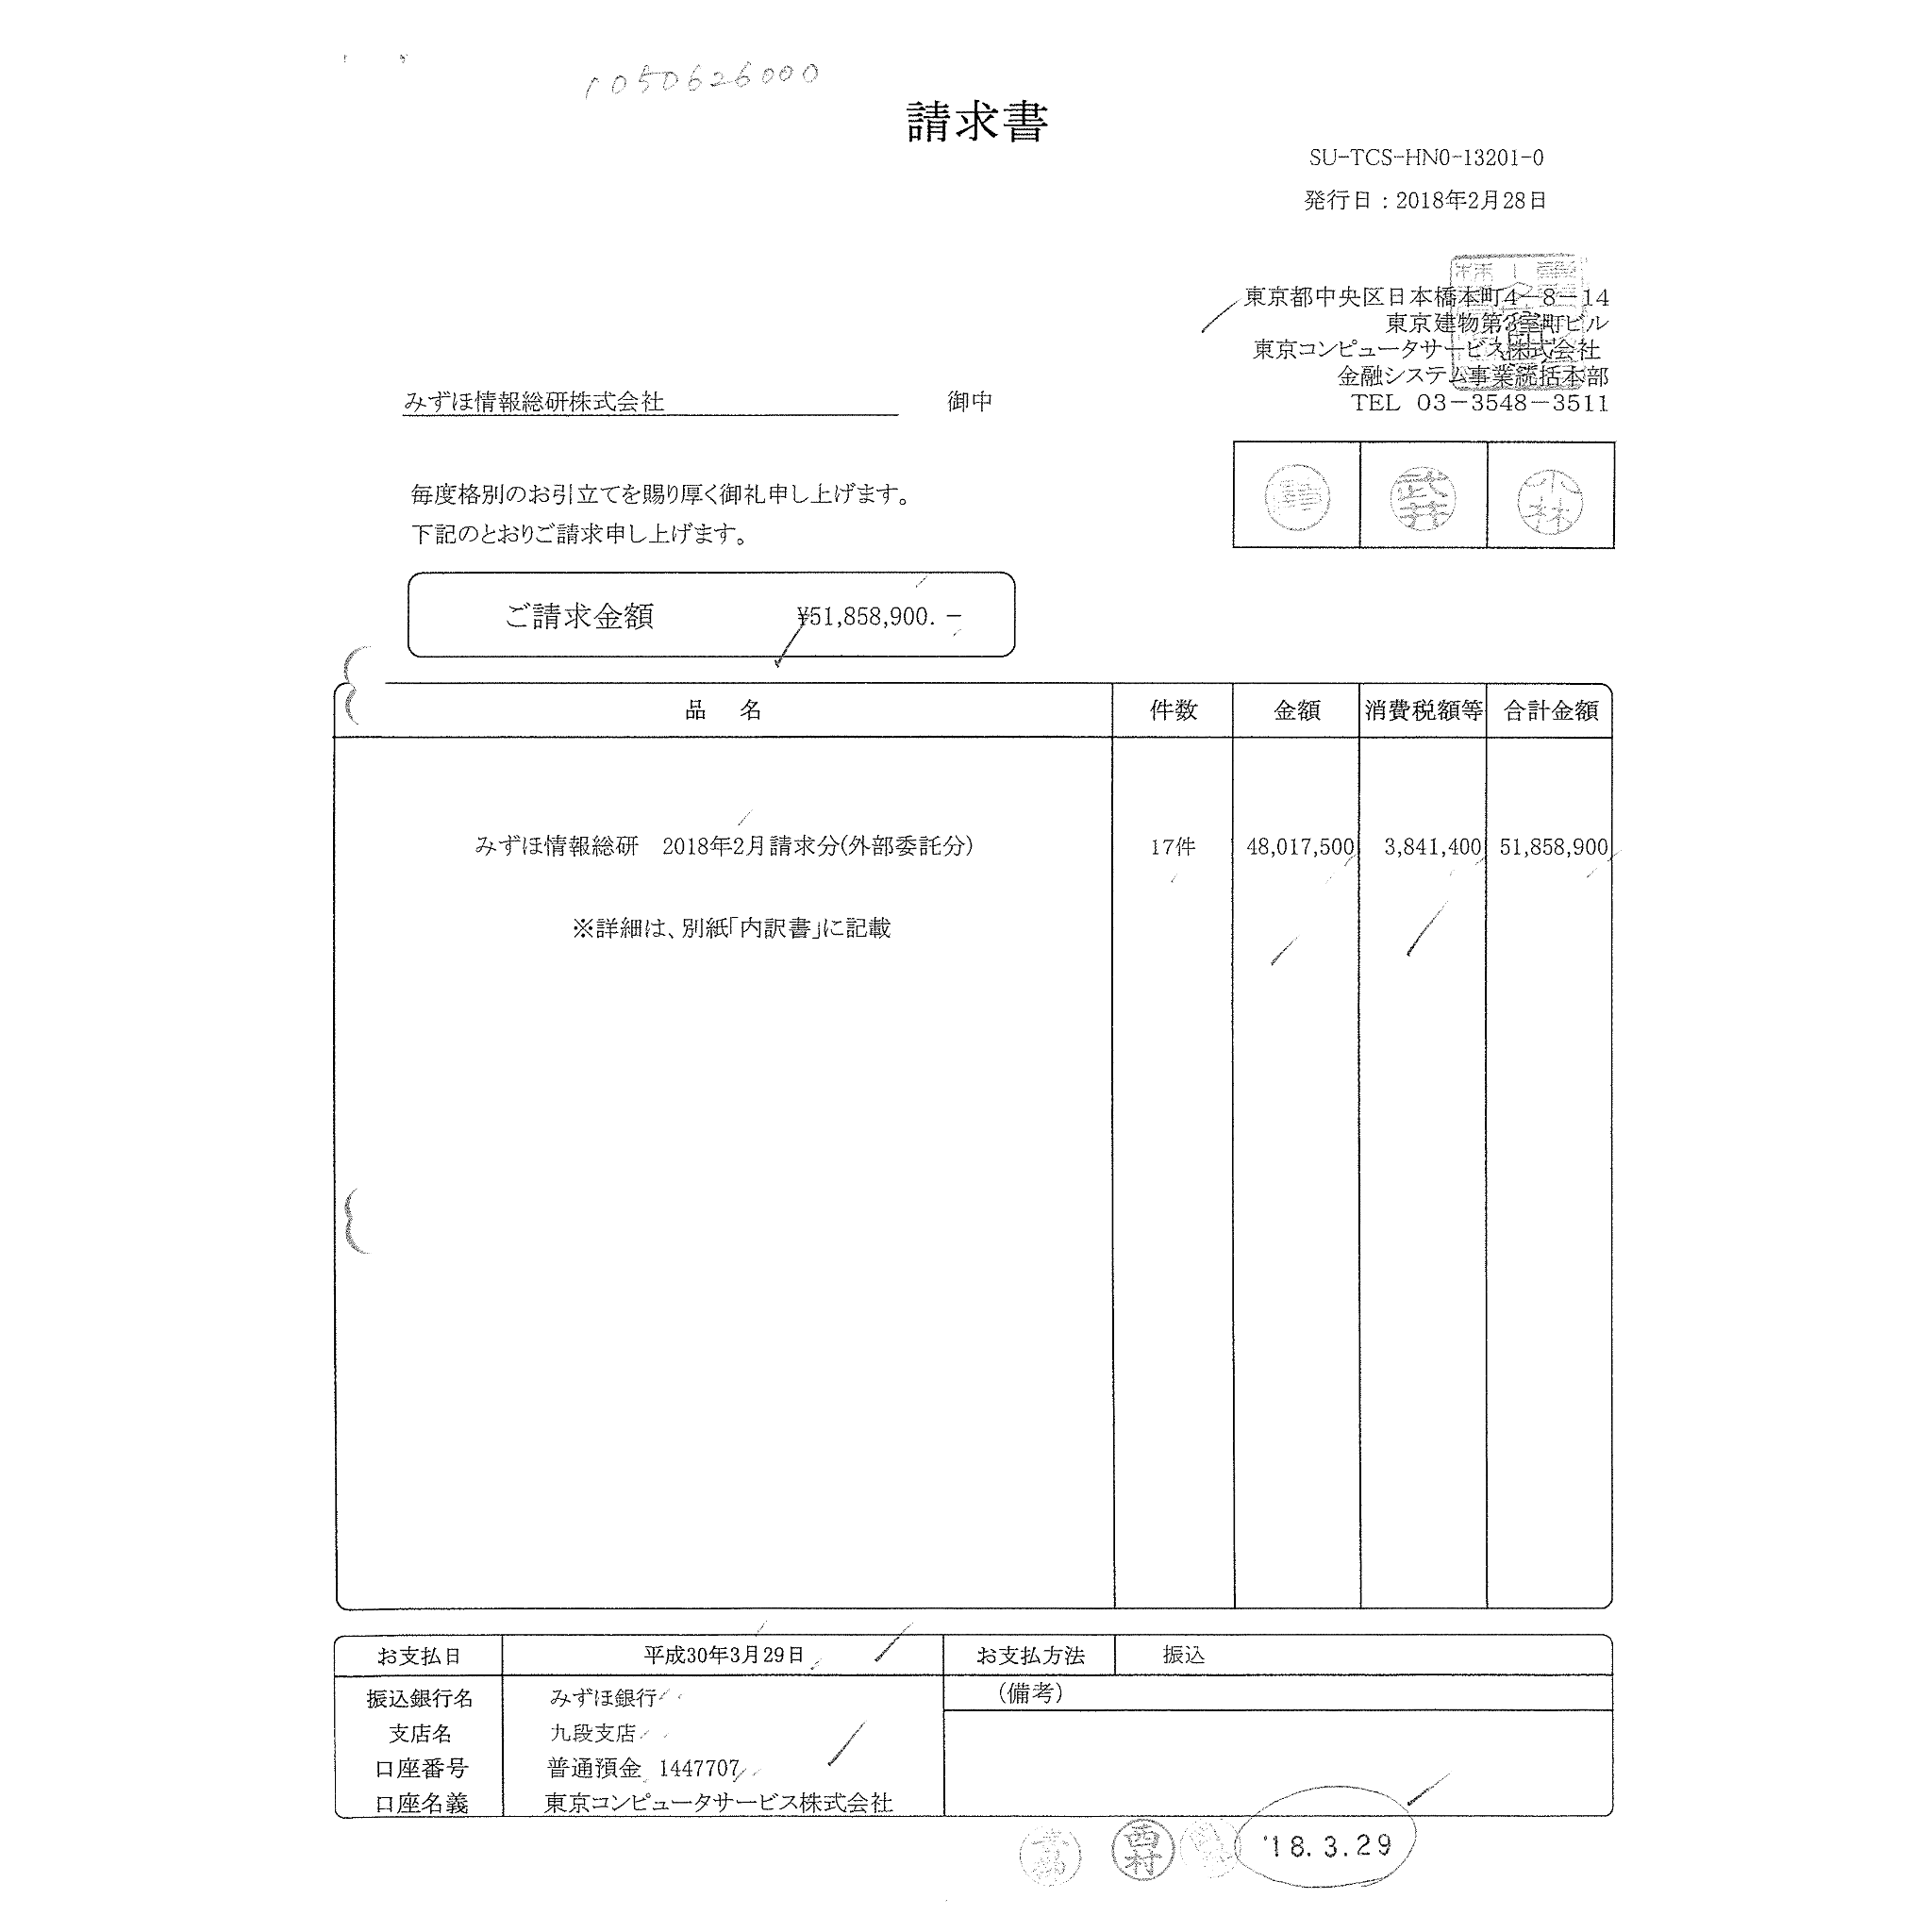 1050626000
請求書
SU-TCS-HN0-13201-0
発行日：2018年2月28日
東京都中央区日本橋本町4－8－14
東京建物第3室町ビル
東京コンピュータサービス株式会社
金融システム事業統括本部
TEL 03－3548－3511
みずほ情報総研株式会社 御中
武井 小林
毎度格別のお引立てを賜り厚く御礼申し上げます。
下記のとおりご請求申し上げます。
ご請求金額 ¥51,858,900.－
品 名 件数 金額 消費税額等 合計金額
みずほ情報総研 2018年2月請求分(外部委託分) 17件 48,017,500 3,841,400 51,858,900
※詳細は、別紙「内訳書」に記載
お支払日 平成30年3月29日 お支払方法 振込
振込銀行名 みずほ銀行 （備考）
支店名 九段支店
口座番号 普通預金 1447707
口座名義 東京コンピュータサービス株式会社
西村 '18.3.29